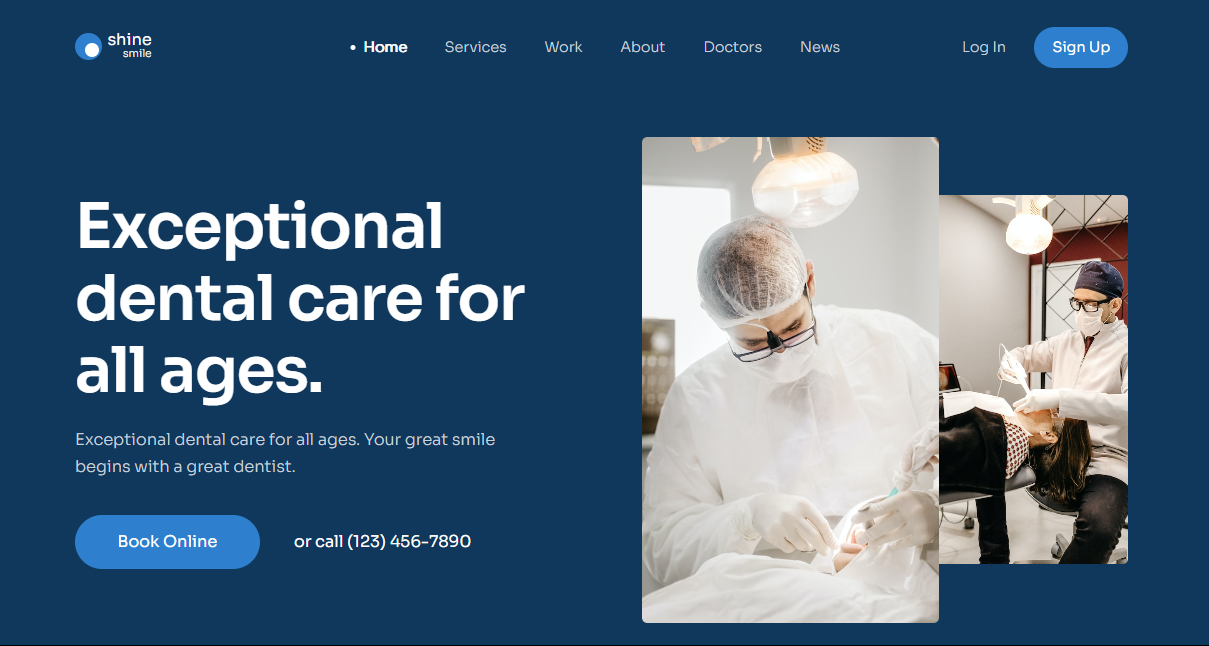 shine
smile
• Home Services Work About Doctors News Log In Sign Up
Exceptional
dental care for
all ages.
Exceptional dental care for all ages. Your great smile
begins with a great dentist.
Book Online or call (123) 456-7890